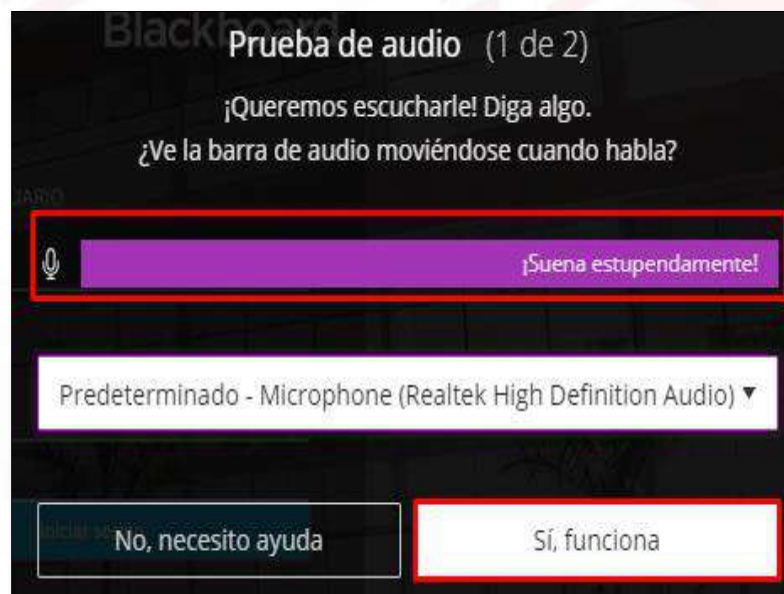 Blackboard
Prueba de audio (1 de 2)
¡Queremos escucharle! Diga algo.
¿Ve la barra de audio moviéndose cuando habla?
¡Suena estupendamente!
Predeterminado - Microphone (Realtek High Definition Audio)
No, necesito ayuda
Sí, funciona